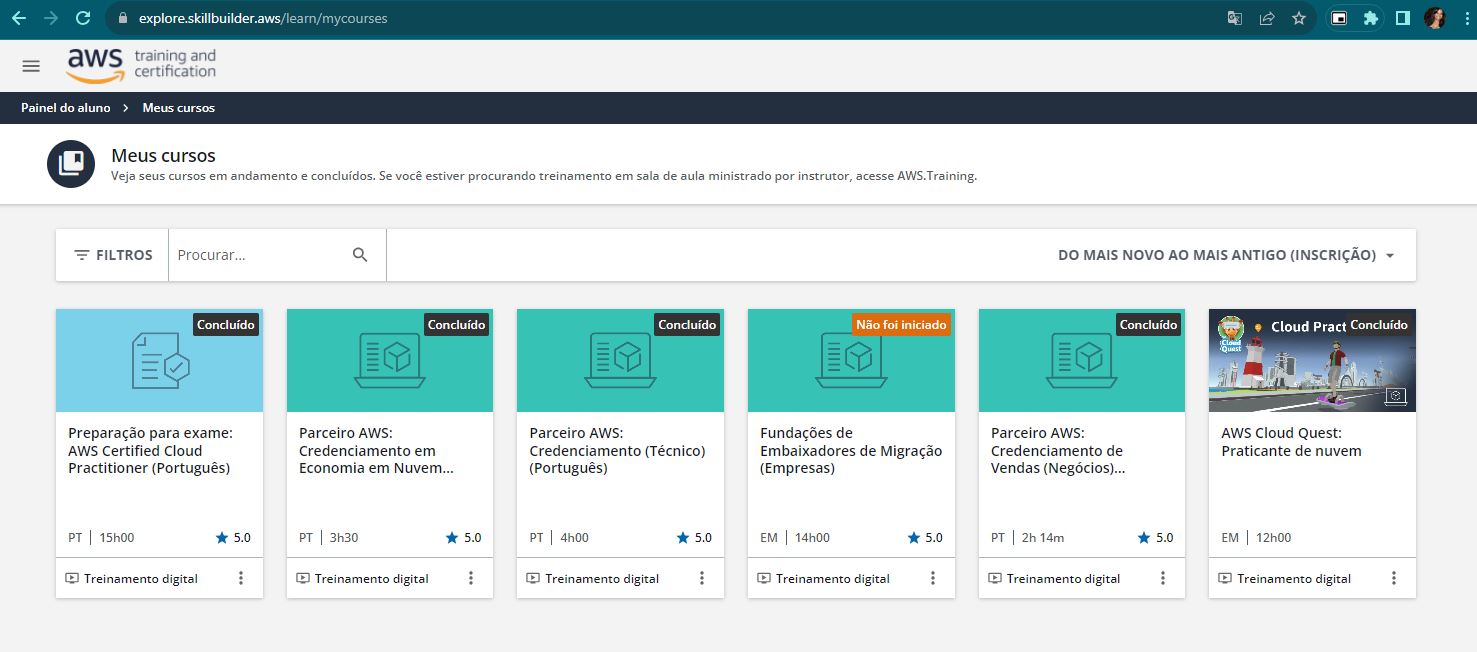 explore.skillbuilder.aws/learn/mycourses
aws training and
certification
Painel do aluno > Meus cursos
Meus cursos
Veja seus cursos em andamento e concluídos. Se você estiver procurando treinamento em sala de aula ministrado por instrutor, acesse AWS.Training.
FILTROS
Procurar...
DO MAIS NOVO AO MAIS ANTIGO (INSCRIÇÃO)
Concluído
Preparação para exame:
AWS Certified Cloud
Practitioner (Português)
PT | 15h00
5.0
Treinamento digital
Concluído
Parceiro AWS:
Credenciamento em
Economia em Nuvem...
PT | 3h30
5.0
Treinamento digital
Concluído
Parceiro AWS:
Credenciamento (Técnico)
(Português)
PT | 4h00
5.0
Treinamento digital
Não foi iniciado
Fundações de
Embaixadores de Migração
(Empresas)
EM | 14h00
5.0
Treinamento digital
Concluído
Parceiro AWS:
Credenciamento de
Vendas (Negócios)...
PT | 2h 14m
5.0
Treinamento digital
Cloud Quest
Cloud Pract
Concluído
AWS Cloud Quest:
Praticante de nuvem
EM | 12h00
Treinamento digital